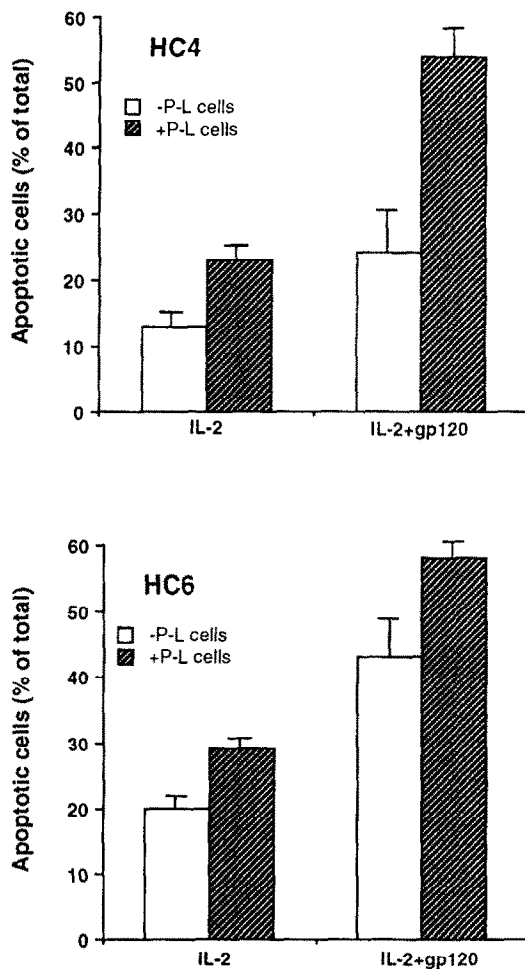 HC4
-P-L cells
+P-L cells
Apoptotic cells (% of total)
60
50
40
30
20
10
0
IL-2
IL-2+gp120
HC6
-P-L cells
+P-L cells
Apoptotic cells (% of total)
60
50
40
30
20
10
0
IL-2
IL-2+gp120